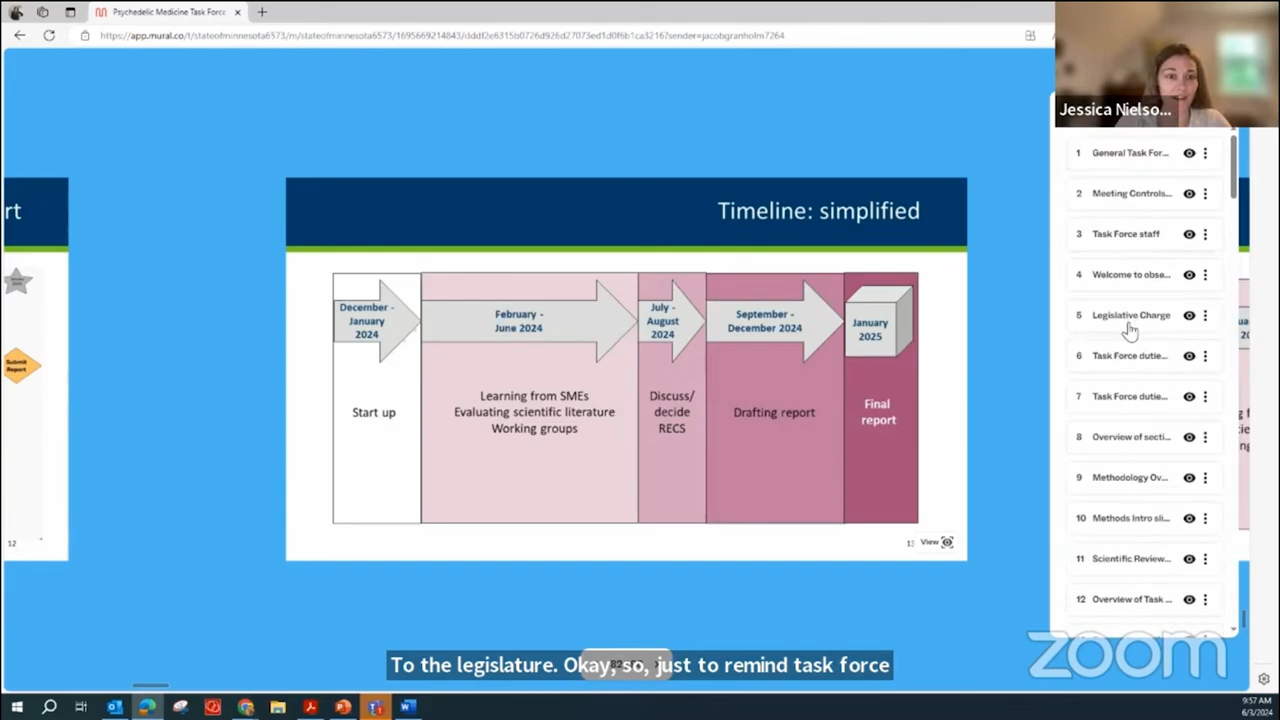 Psychedelic Medicine Task Force
https://app.mural.co/t/stateofminnesota6573/m/stateofminnesota6573/1695669214843/dddf2e6315b0726d926d27073ed1d0f6b1ca3216?sender=jacobgranholm7264
Jessica Nielso...
rt
Submit
Report
12
Timeline: simplified
December -
January
2024
February -
June 2024
July -
August
2024
September -
December 2024
January
2025
Start up
Learning from SMEs
Evaluating scientific literature
Working groups
Discuss/
decide
RECS
Drafting report
Final
report
View
1 General Task For...
2 Meeting Controls...
3 Task Force staff
4 Welcome to obse...
5 Legislative Charge
6 Task Force dutie...
7 Task Force dutie...
8 Overview of secti...
9 Methodology Ov...
10 Methods Intro sli...
11 Scientific Review...
12 Overview of Task ...
To the legislature. Okay, so, just to remind task force
zoom
9:57 AM
6/3/2024